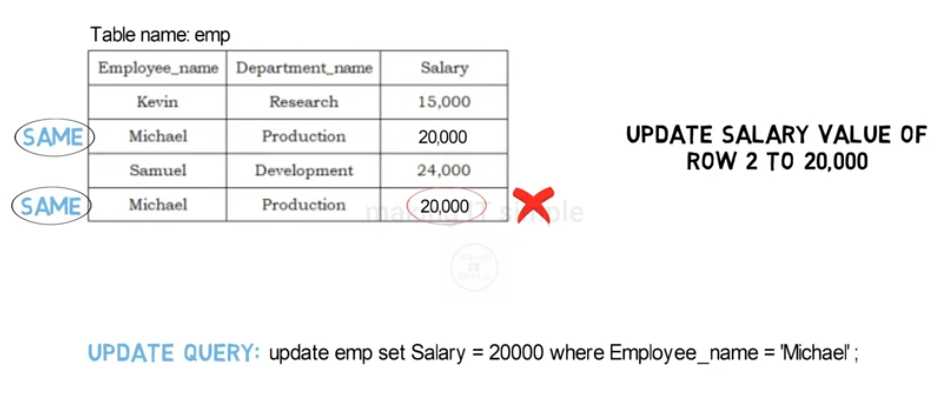 Table name: emp
Employee_name Department_name Salary
Kevin Research 15,000
SAME Michael Production 20,000
Samuel Development 24,000
SAME Michael Production 20,000
UPDATE SALARY VALUE OF
ROW 2 TO 20,000
UPDATE QUERY: update emp set Salary = 20000 where Employee_name = 'Michael' ;